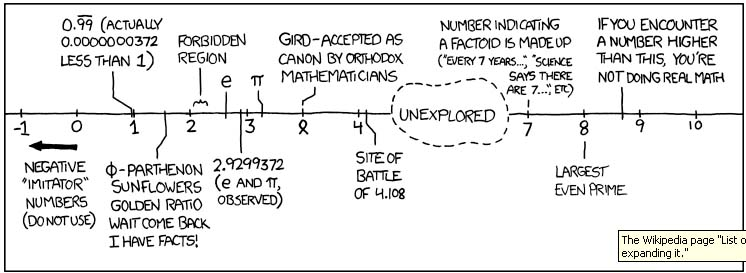 0.99̅ (ACTUALLY
0.0000000372
LESS THAN 1)
FORBIDDEN
REGION
e
π
GIRD-ACCEPTED AS
CANON BY ORTHODOX
MATHEMATICIANS
NUMBER INDICATING
A FACTOID IS MADE UP
("EVERY 7 YEARS...", "SCIENCE
SAYS THERE
ARE 7...", ETC)
IF YOU ENCOUNTER
A NUMBER HIGHER
THAN THIS, YOU'RE
NOT DOING REAL MATH
UNEXPLORED
-1 0 1 2 3 4 7 8 9 10
NEGATIVE
"IMITATOR"
NUMBERS
(DO NOT USE)
Φ-PARTHENON
SUNFLOWERS
GOLDEN RATIO
WAIT COME BACK
I HAVE FACTS!
2.9299372
(e AND π,
OBSERVED)
SITE OF
BATTLE
OF 4.108
LARGEST
EVEN PRIME
The Wikipedia page "List o
expanding it."